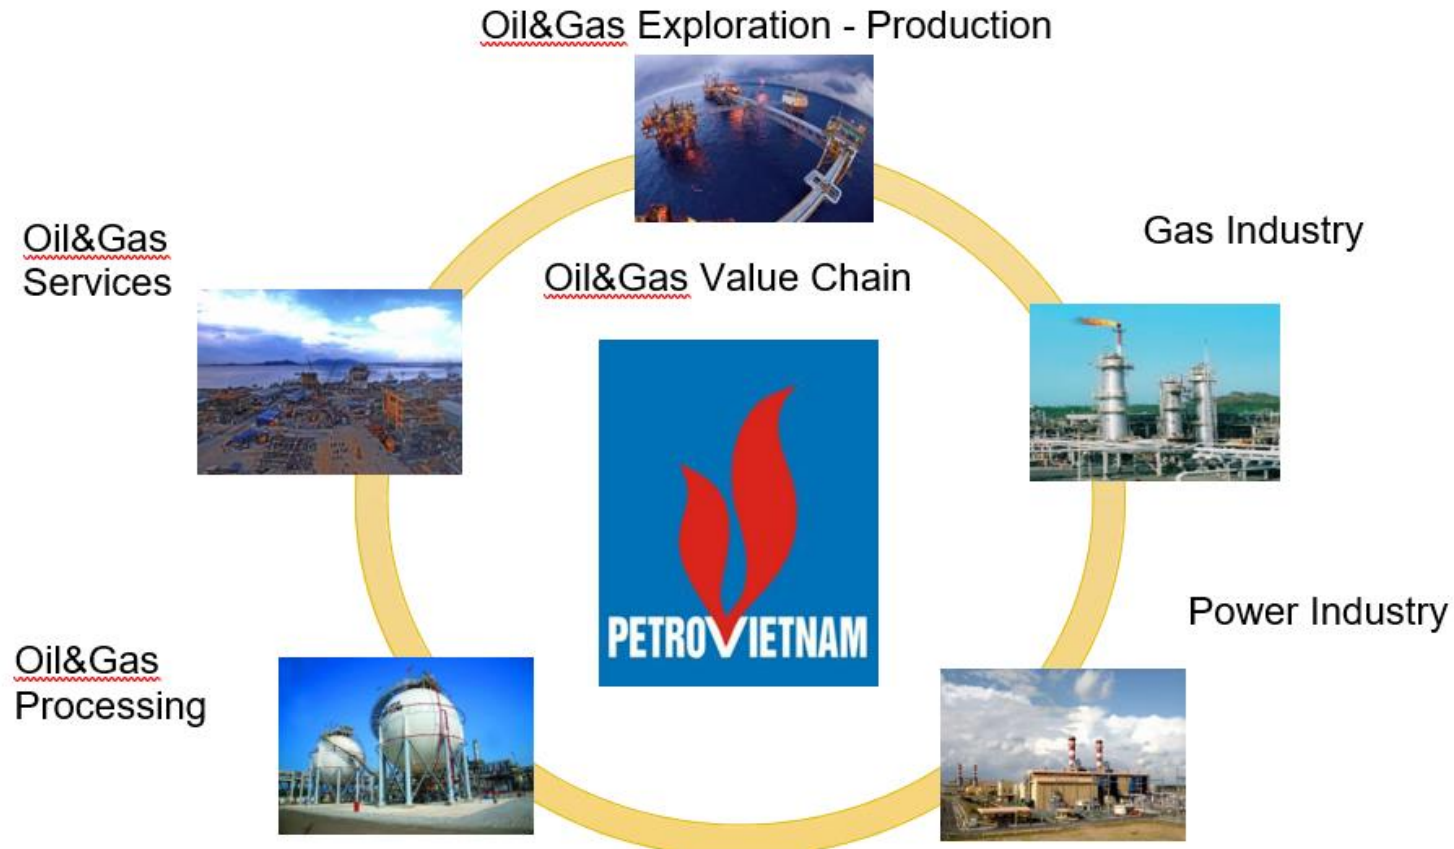 Oil&Gas Exploration - Production
Oil&Gas
Services
Gas Industry
Oil&Gas Value Chain
PETROVIETNAM
Power Industry
Oil&Gas
Processing